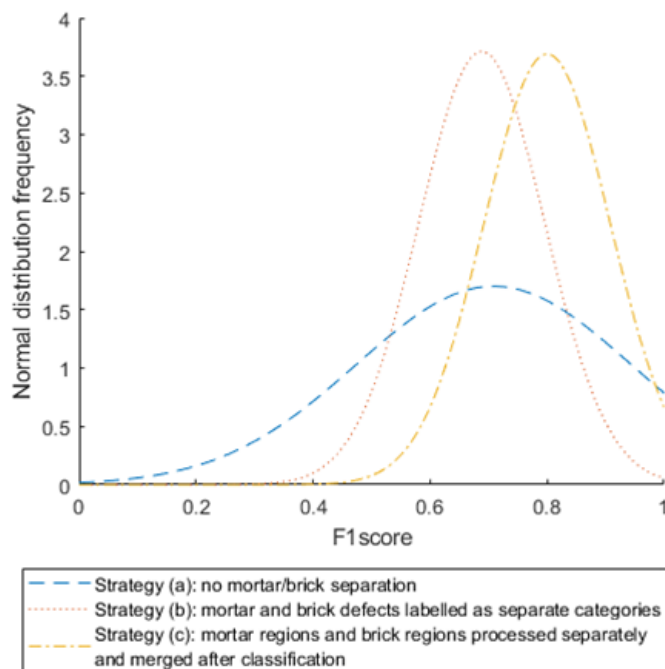 4
3.5
3
2.5
2
1.5
1
0.5
0
Normal distribution frequency
0 0.2 0.4 0.6 0.8 1
F1score
Strategy (a): no mortar/brick separation
Strategy (b): mortar and brick defects labelled as separate categories
Strategy (c): mortar regions and brick regions processed separately
and merged after classification